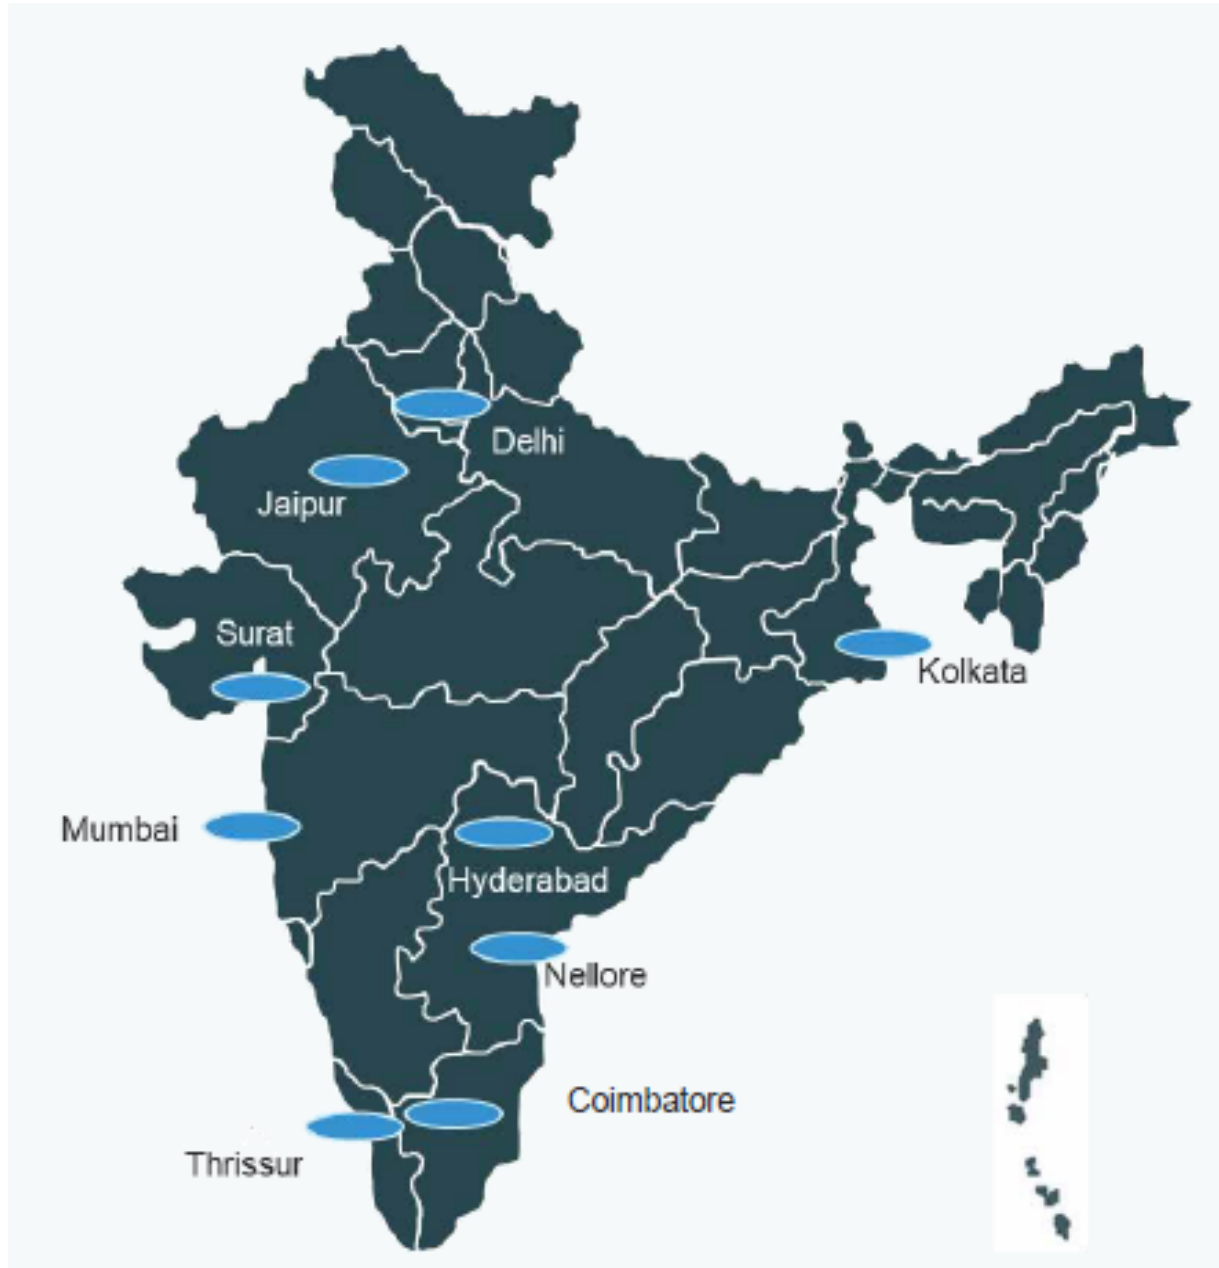 Delhi
Jaipur
Surat
Kolkata
Mumbai
Hyderabad
Nellore
Coimbatore
Thrissur